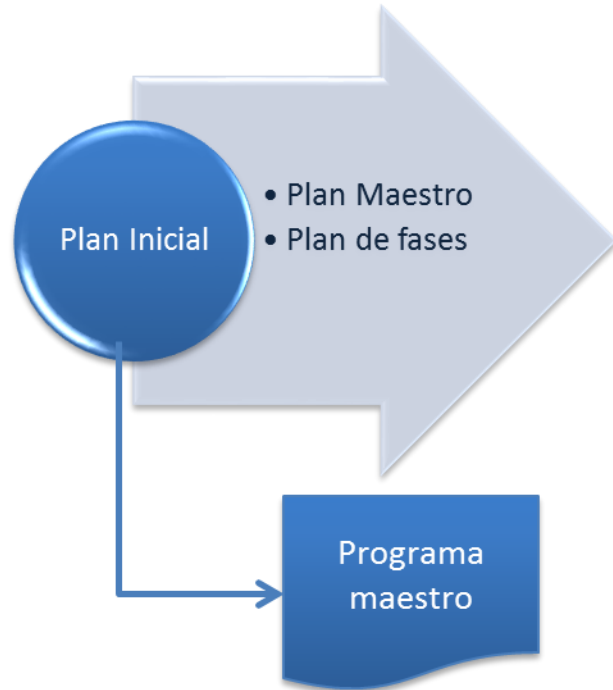 Plan Inicial
• Plan Maestro
• Plan de fases
Programa
maestro